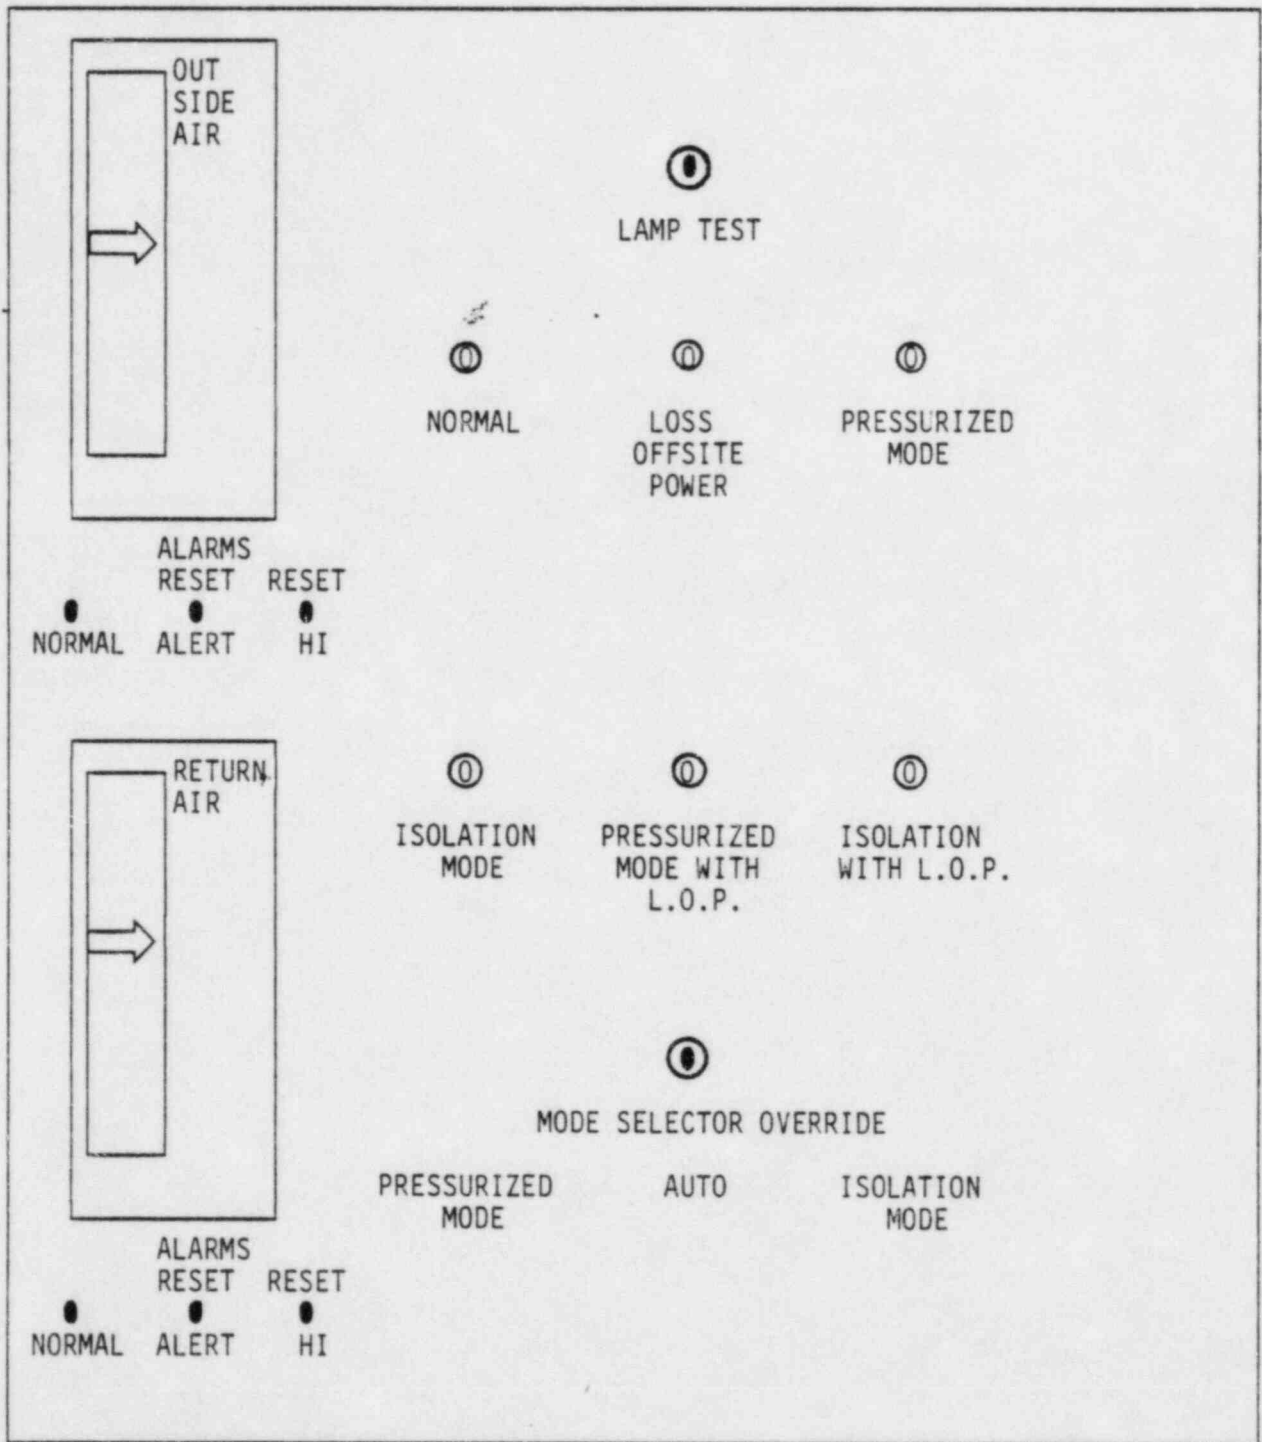 OUT
SIDE
AIR
LAMP TEST
NORMAL
LOSS
OFFSITE
POWER
PRESSURIZED
MODE
ALARMS
RESET RESET
NORMAL ALERT HI
RETURN
AIR
ISOLATION
MODE
PRESSURIZED
MODE WITH
L.O.P.
ISOLATION
WITH L.O.P.
MODE SELECTOR OVERRIDE
PRESSURIZED
MODE
AUTO
ISOLATION
MODE
ALARMS
RESET RESET
NORMAL ALERT HI